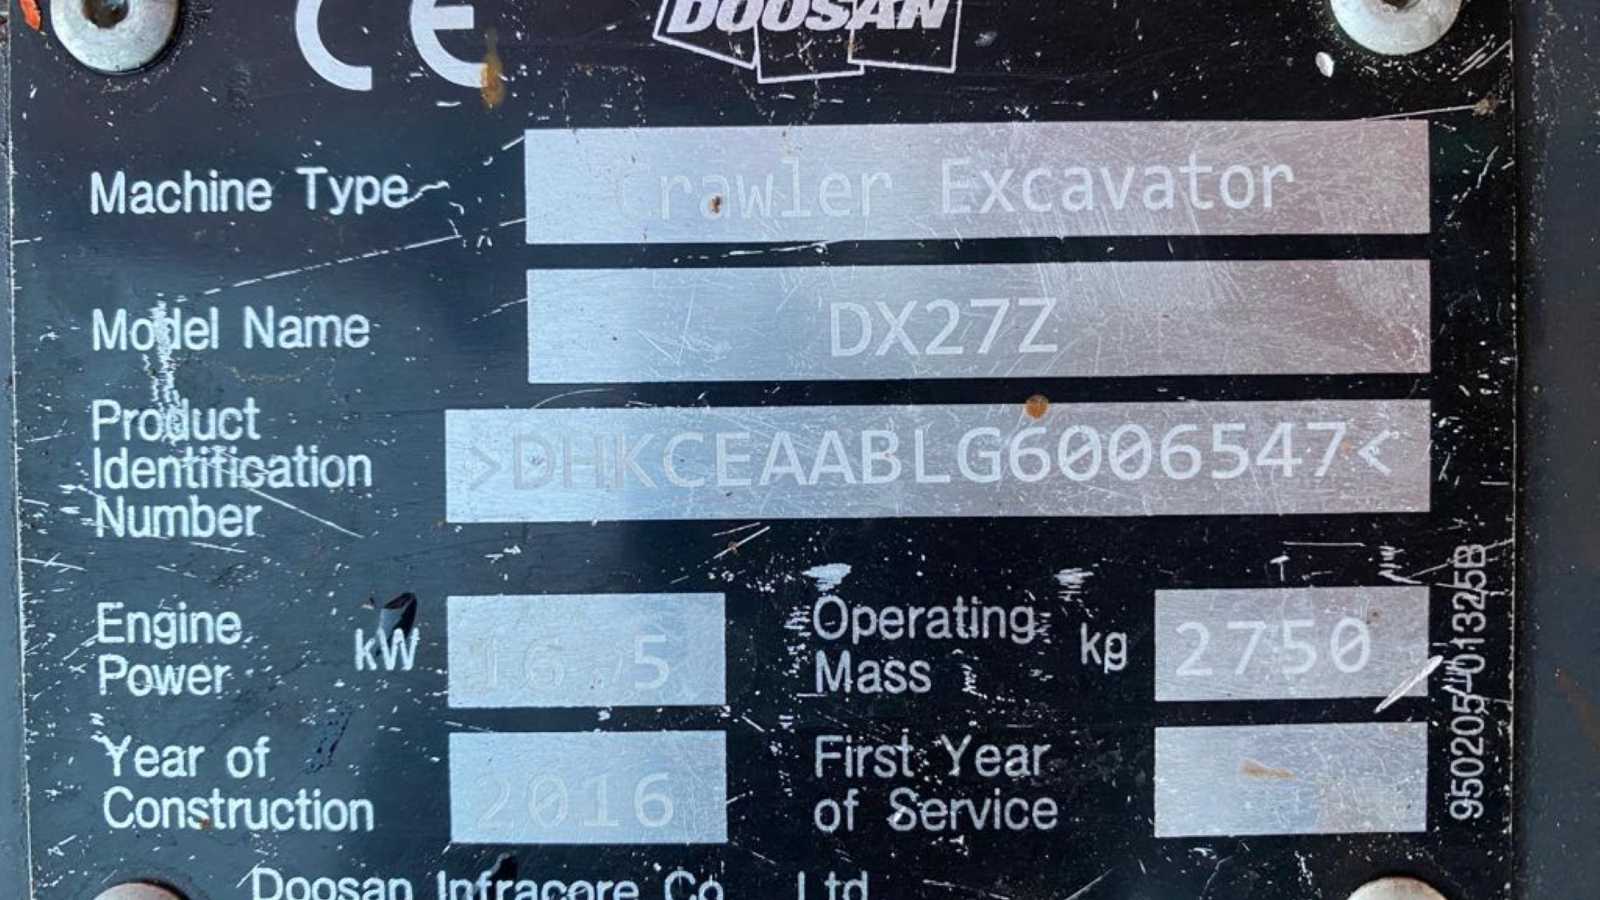 CE DOOSAN
Machine Type Crawler Excavator
Model Name DX27Z
Product
Identification
Number >DHKCEAABLG6006547<
Engine
Power kW 16.5
Operating
Mass kg 2750
Year of
Construction 2016
First Year
of Service
950205-01325B
Doosan Infracore Co., Ltd.